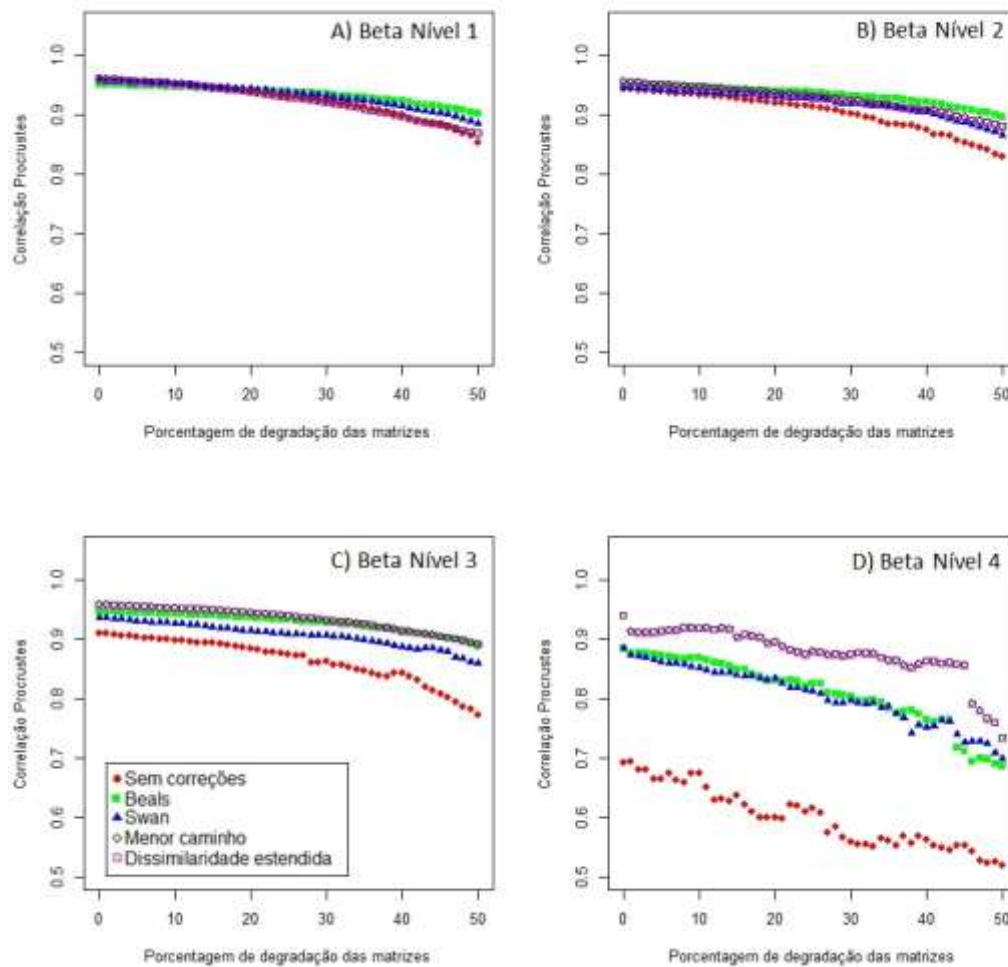 A) Beta Nível 1
Correlação Procrustes
1.0
0.9
0.8
0.7
0.6
0.5
0 10 20 30 40 50
Porcentagem de degradação das matrizes
B) Beta Nível 2
Correlação Procrustes
1.0
0.9
0.8
0.7
0.6
0.5
0 10 20 30 40 50
Porcentagem de degradação das matrizes
C) Beta Nível 3
Correlação Procrustes
1.0
0.9
0.8
0.7
0.6
0.5
Sem correções
Beals
Swan
Menor caminho
Dissimilaridade estendida
0 10 20 30 40 50
Porcentagem de degradação das matrizes
D) Beta Nível 4
Correlação Procrustes
1.0
0.9
0.8
0.7
0.6
0.5
0 10 20 30 40 50
Porcentagem de degradação das matrizes